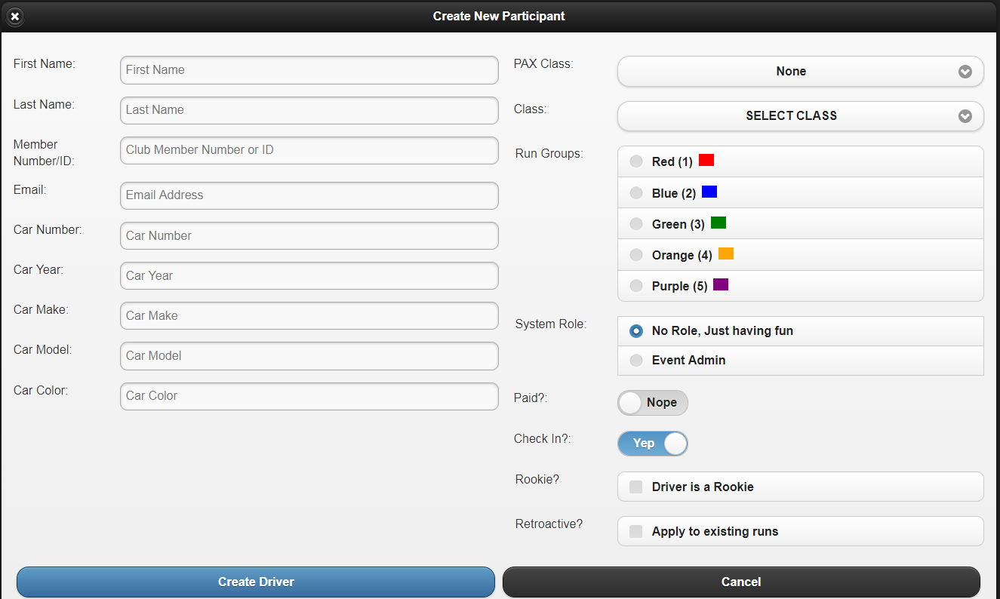 Create New Participant
First Name:
First Name
Last Name:
Last Name
Member
Number/ID:
Club Member Number or ID
Email:
Email Address
Car Number:
Car Number
Car Year:
Car Year
Car Make:
Car Make
Car Model:
Car Model
Car Color:
Car Color
PAX Class:
None
Class:
SELECT CLASS
Run Groups:
Red (1)
Blue (2)
Green (3)
Orange (4)
Purple (5)
System Role:
No Role, Just having fun
Event Admin
Paid?:
Nope
Check In?:
Yep
Rookie?
Driver is a Rookie
Retroactive?
Apply to existing runs
Create Driver
Cancel